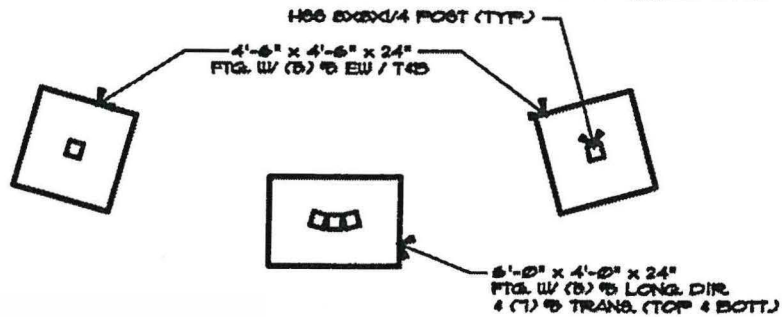 HSS 5X5X1/4 POST (TYP.)
4'-6" x 4'-6" x 24"
FTG. W/ (5) #5 EW / T&B
6'-0" x 4'-0" x 24"
FTG. W/ (5) #5 LONG. DIR.
& (7) #5 TRANS. (TOP & BOTT.)